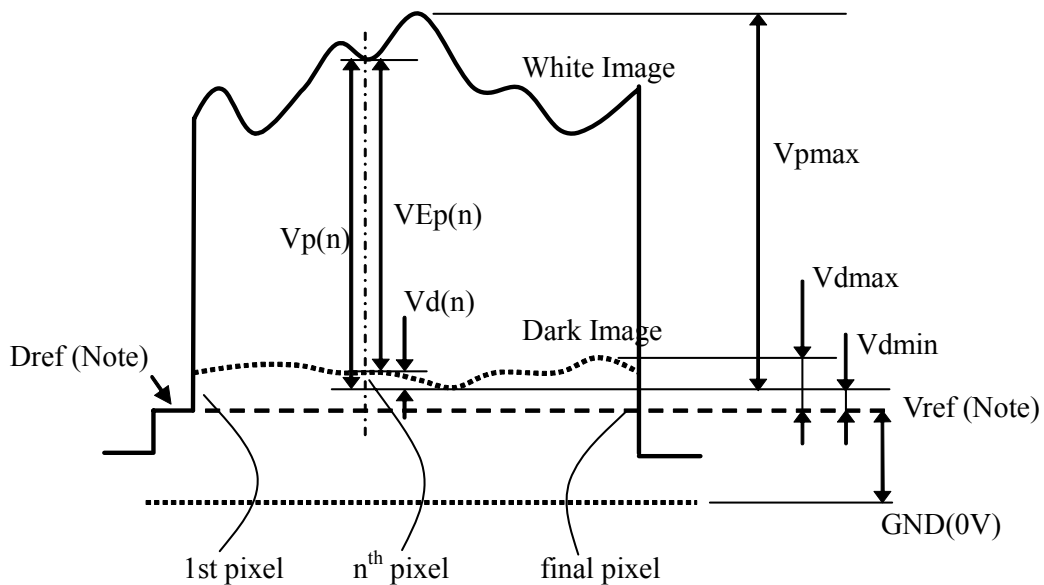 White Image
Vpmax
VEp(n)
Vp(n)
Vdmax
Vd(n)
Dark Image
Vdmin
Dref (Note)
Vref (Note)
GND(0V)
1st pixel
nth pixel
final pixel